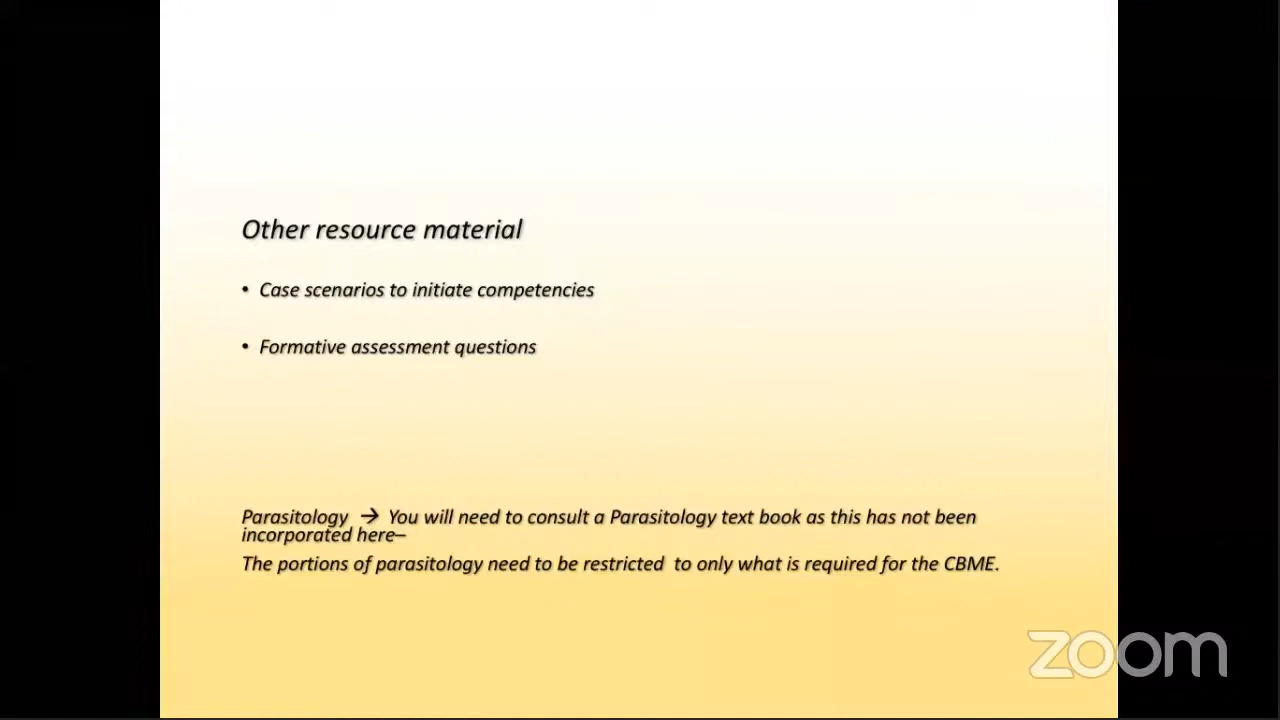 Other resource material
• Case scenarios to initiate competencies
• Formative assessment questions
Parasitology → You will need to consult a Parasitology text book as this has not been
incorporated here–
The portions of parasitology need to be restricted to only what is required for the CBME.
zoom